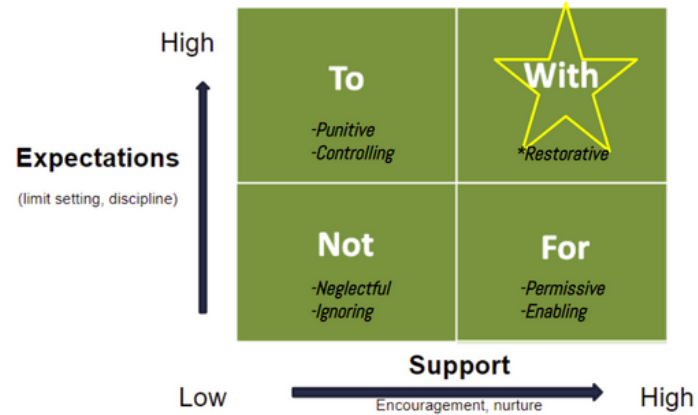 High
To
With
-Punitive
-Controlling
*Restorative
Expectations
(limit setting, discipline)
Not
For
-Neglectful
-Ignoring
-Permissive
-Enabling
Support
Low
Encouragement, nurture
High